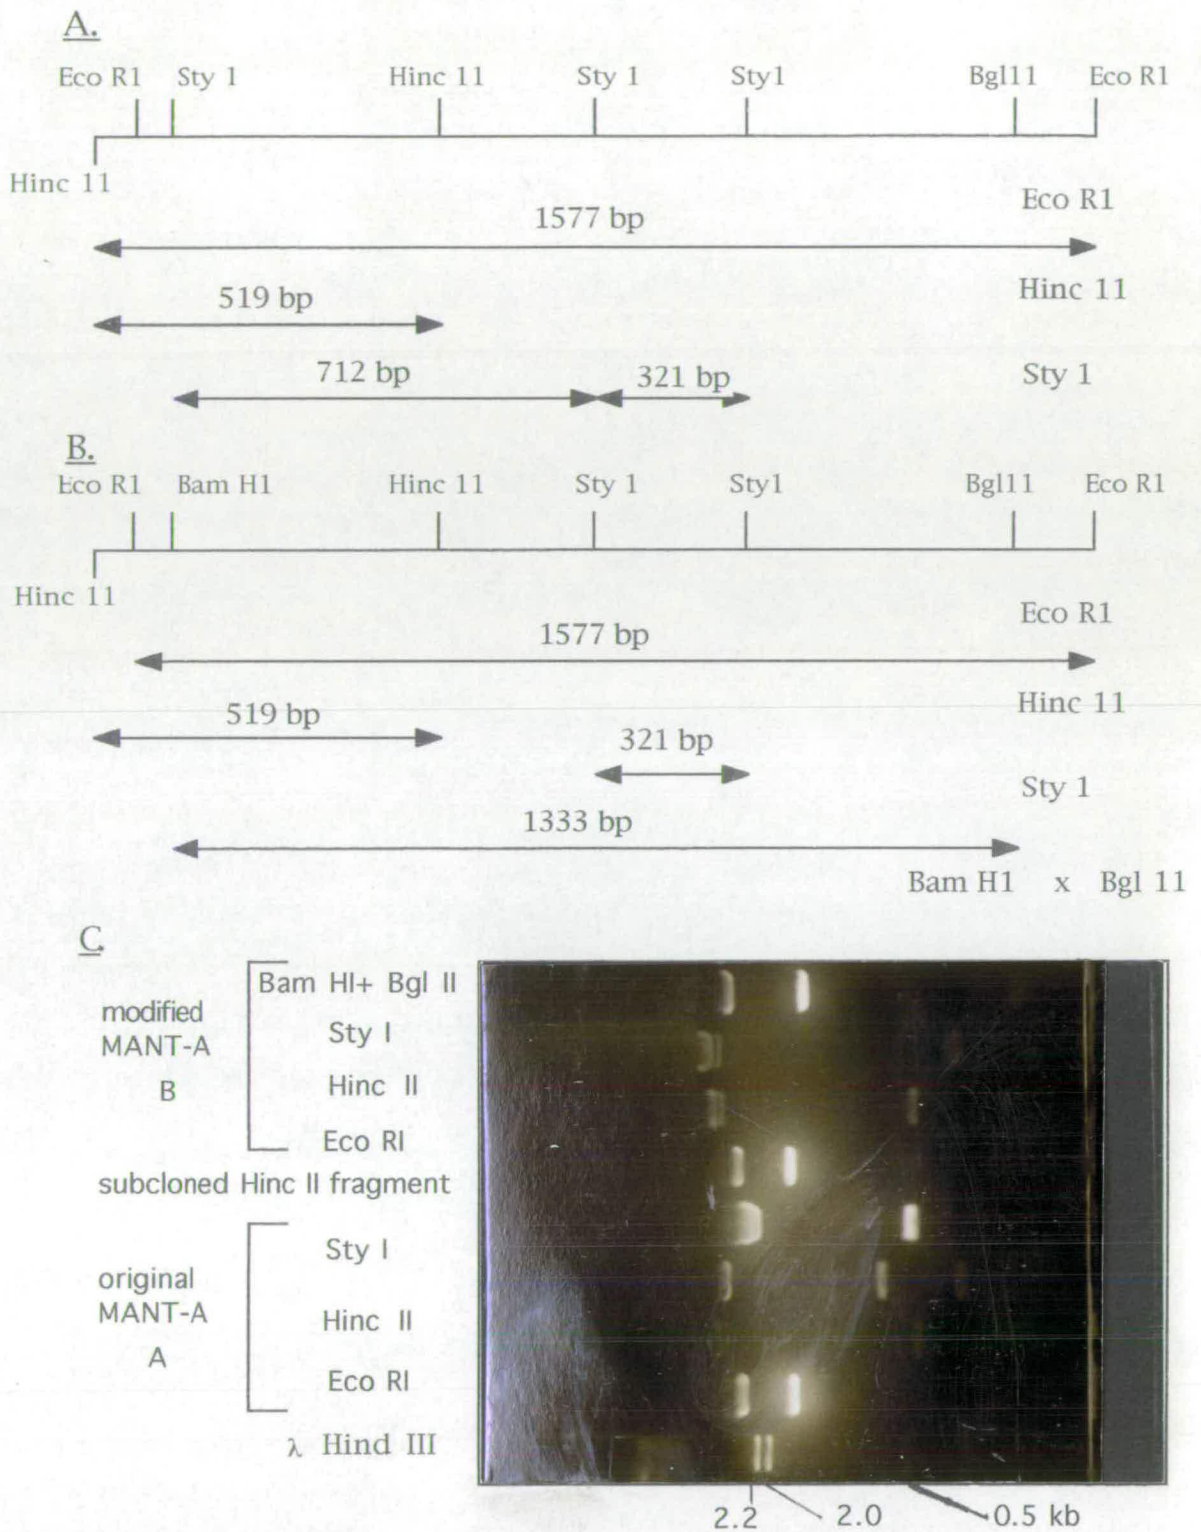 A.
Eco R1 Sty 1 Hinc 11 Sty 1 Sty1 Bgl11 Eco R1
Hinc 11
Eco R1
1577 bp
Hinc 11
519 bp
Sty 1
712 bp 321 bp
B.
Eco R1 Bam H1 Hinc 11 Sty 1 Sty1 Bgl11 Eco R1
Hinc 11
Eco R1
1577 bp
Hinc 11
519 bp
321 bp
Sty 1
1333 bp
Bam H1 x Bgl 11
C.
Bam HI+ Bgl II
modified
MANT-A
B
Sty I
Hinc II
Eco RI
subcloned Hinc II fragment
Sty I
original
MANT-A
A
Hinc II
Eco RI
λ Hind III
2.2 2.0 0.5 kb